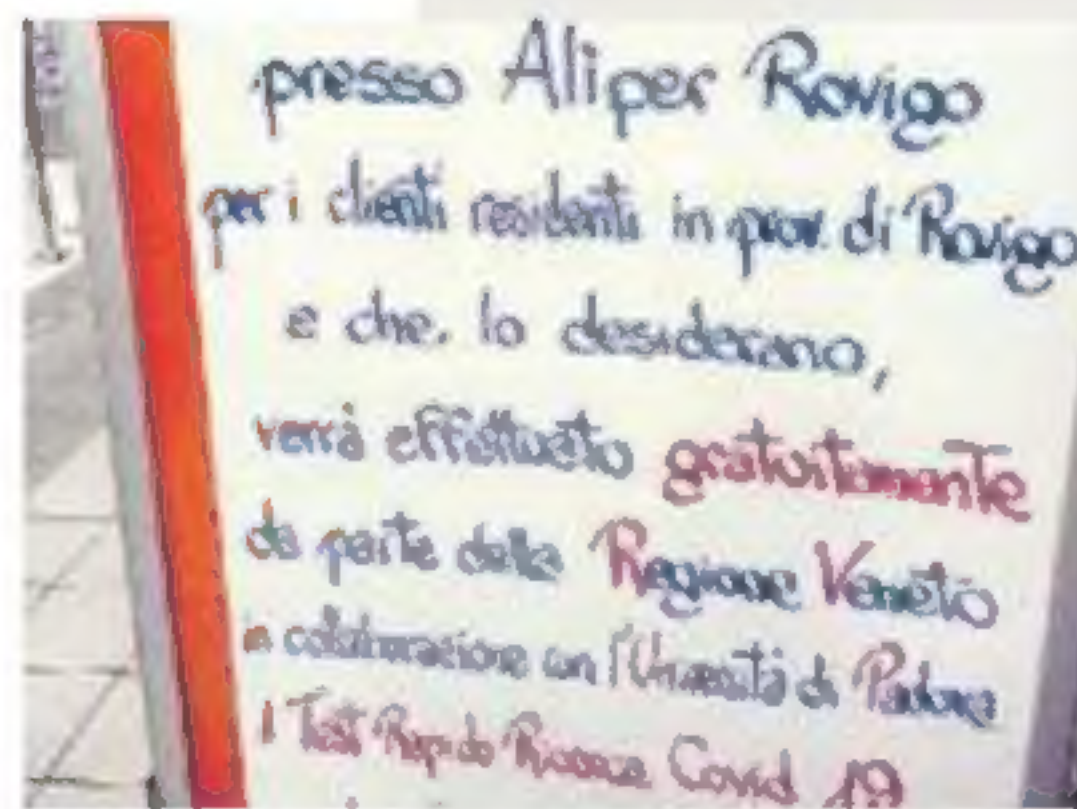 presso Aliper Rovigo
per i clienti residenti in prov. di Rovigo
e che lo desiderano,
verrà effettuato gratuitamente
da parte della Regione Veneto
in collaborazione con l'Università di Padova
il Test Rapido Ricerca Covid 19